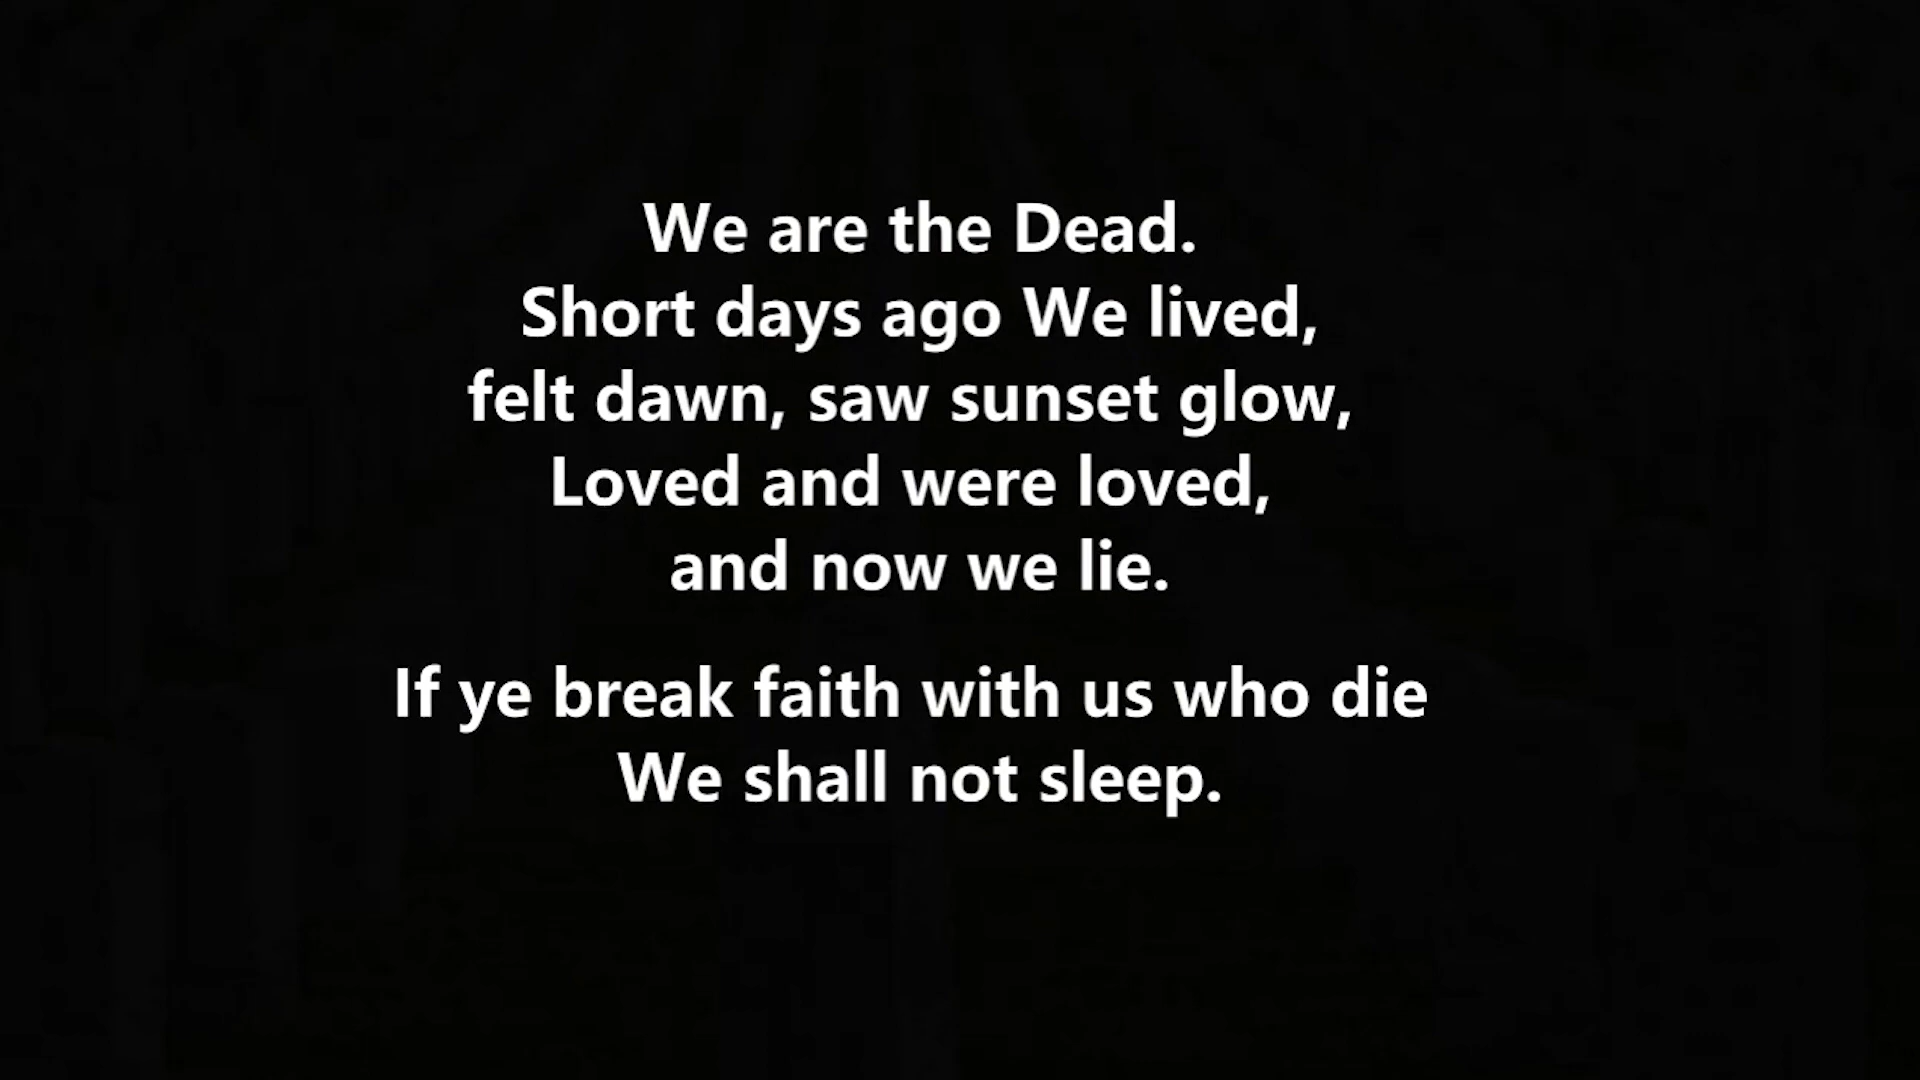 We are the Dead.
Short days ago We lived,
felt dawn, saw sunset glow,
Loved and were loved,
and now we lie.
If ye break faith with us who die
We shall not sleep.